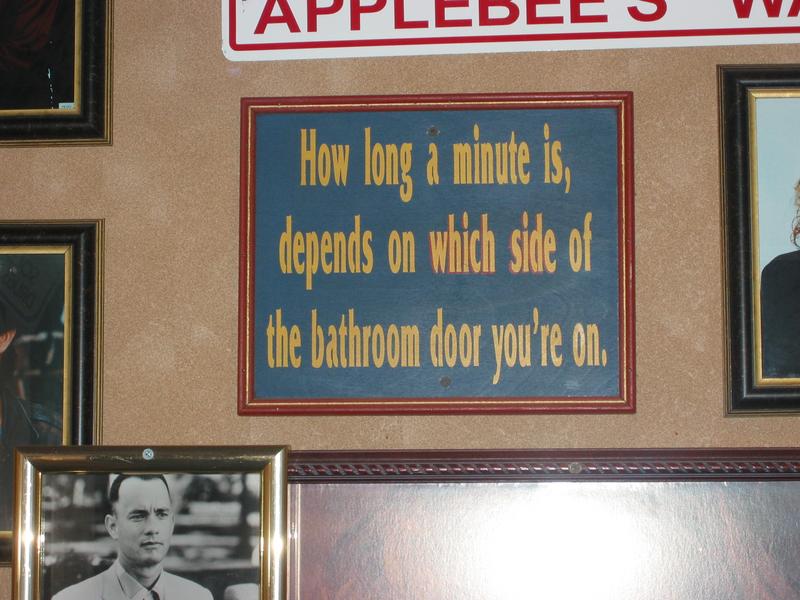 APPLEBEE'S
How long a minute is,
depends on which side of
the bathroom door you're on.